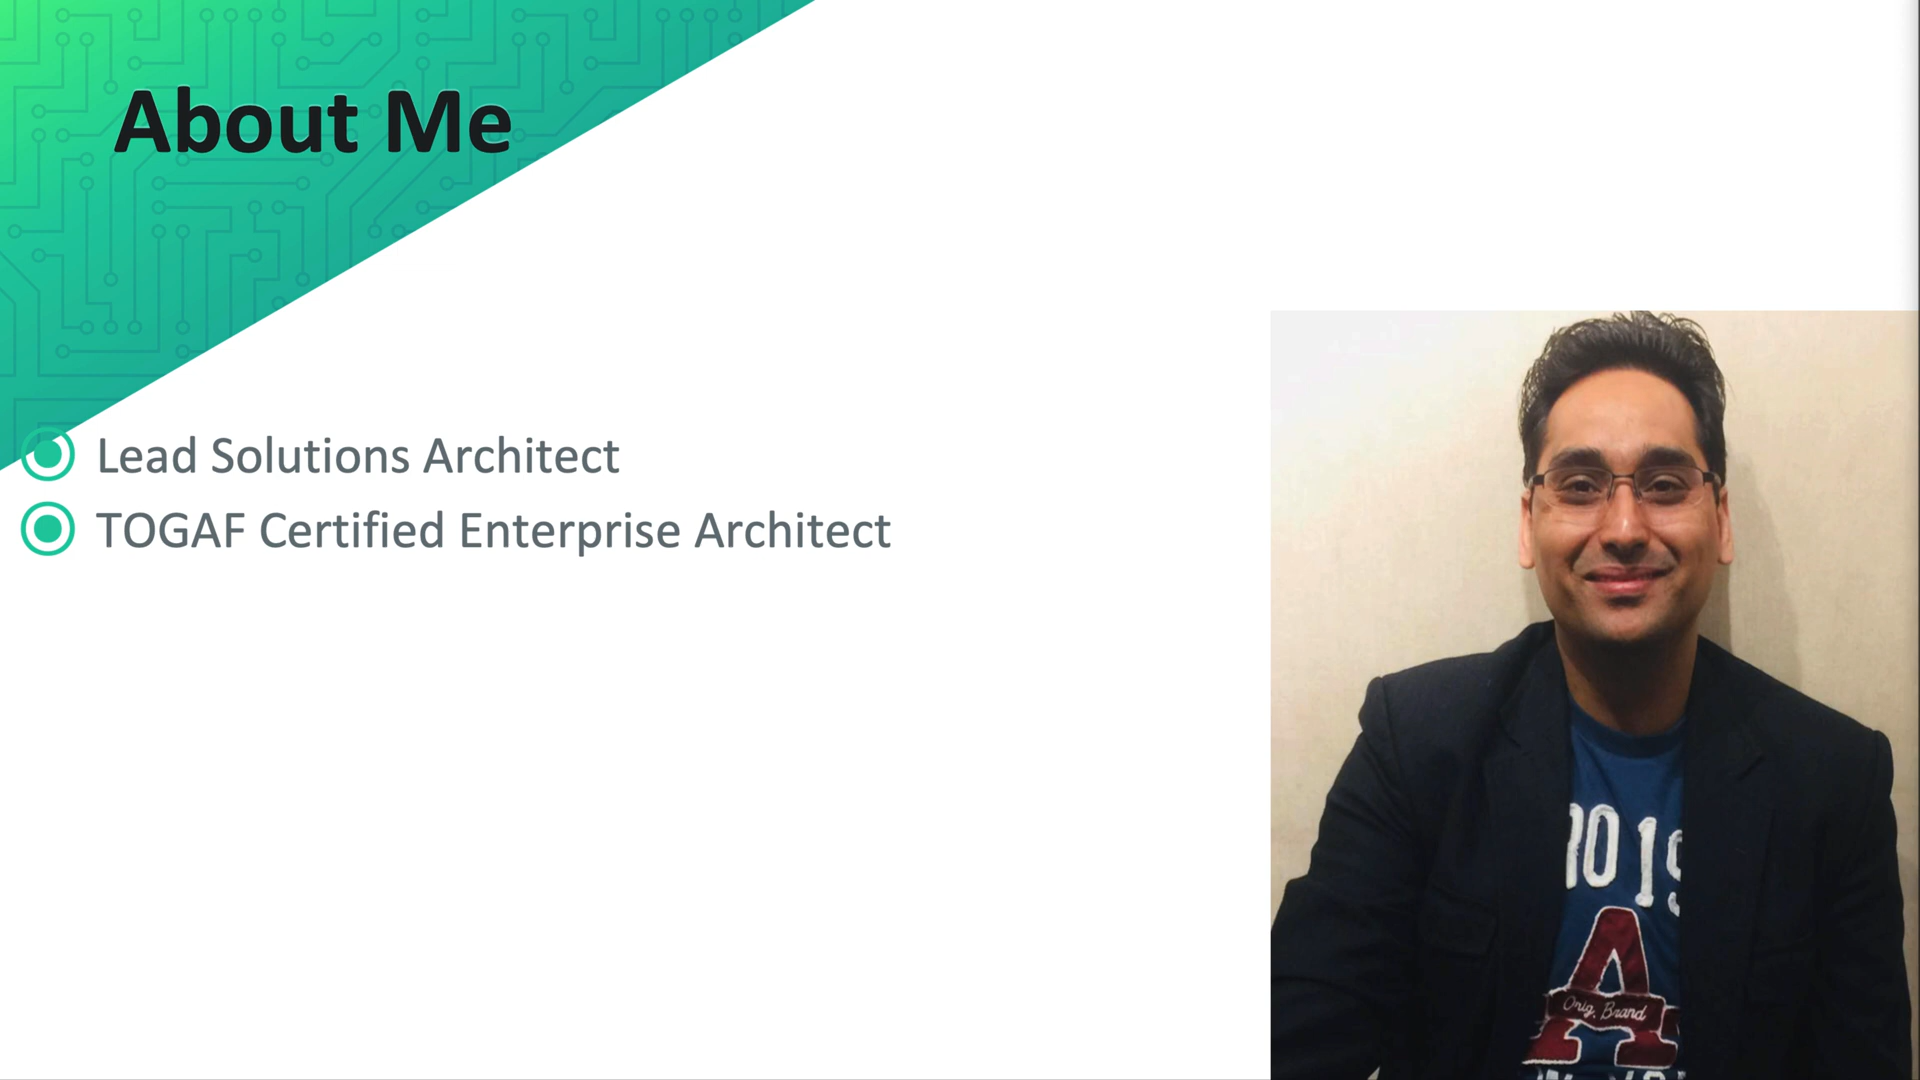 About Me
Lead Solutions Architect
TOGAF Certified Enterprise Architect
Orig. Brand
A